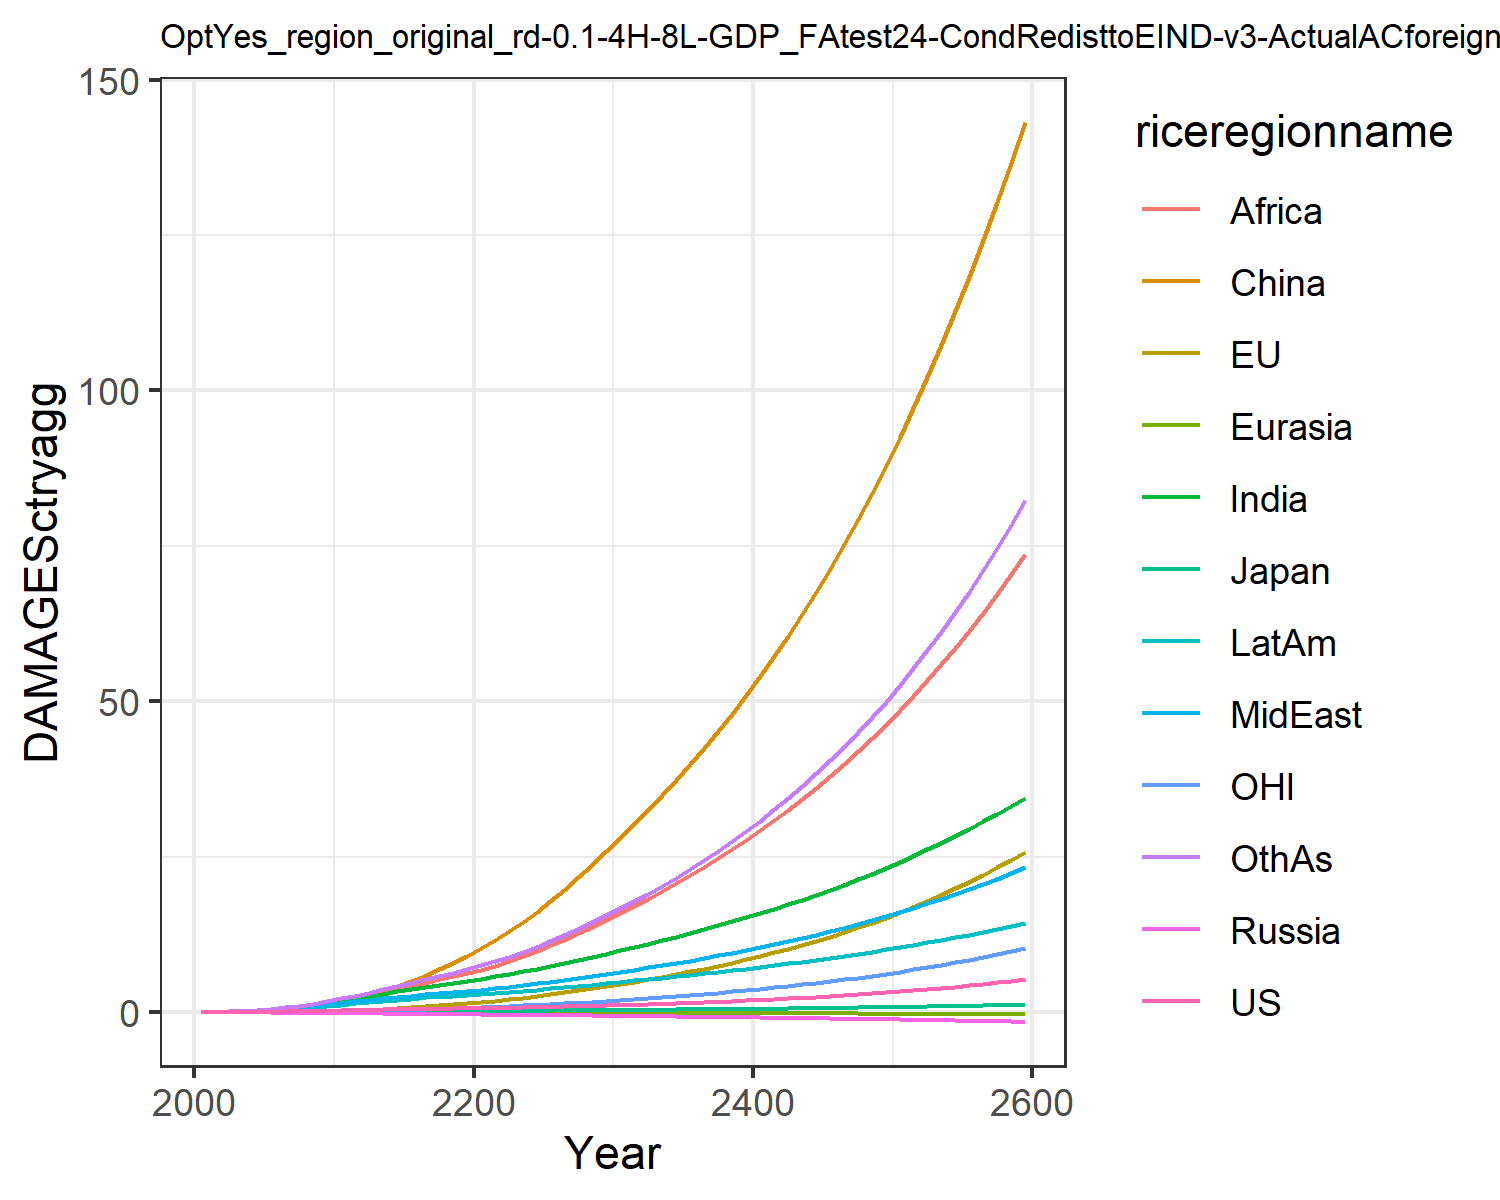 OptYes_region_original_rd-0.1-4H-8L-GDP_FAtest24-CondRedisttoEIND-v3-ActualACforeign
150
100
50
0
DAMAGESctryagg
2000 2200 2400 2600
Year
riceregionname
Africa
China
EU
Eurasia
India
Japan
LatAm
MidEast
OHI
OthAs
Russia
US